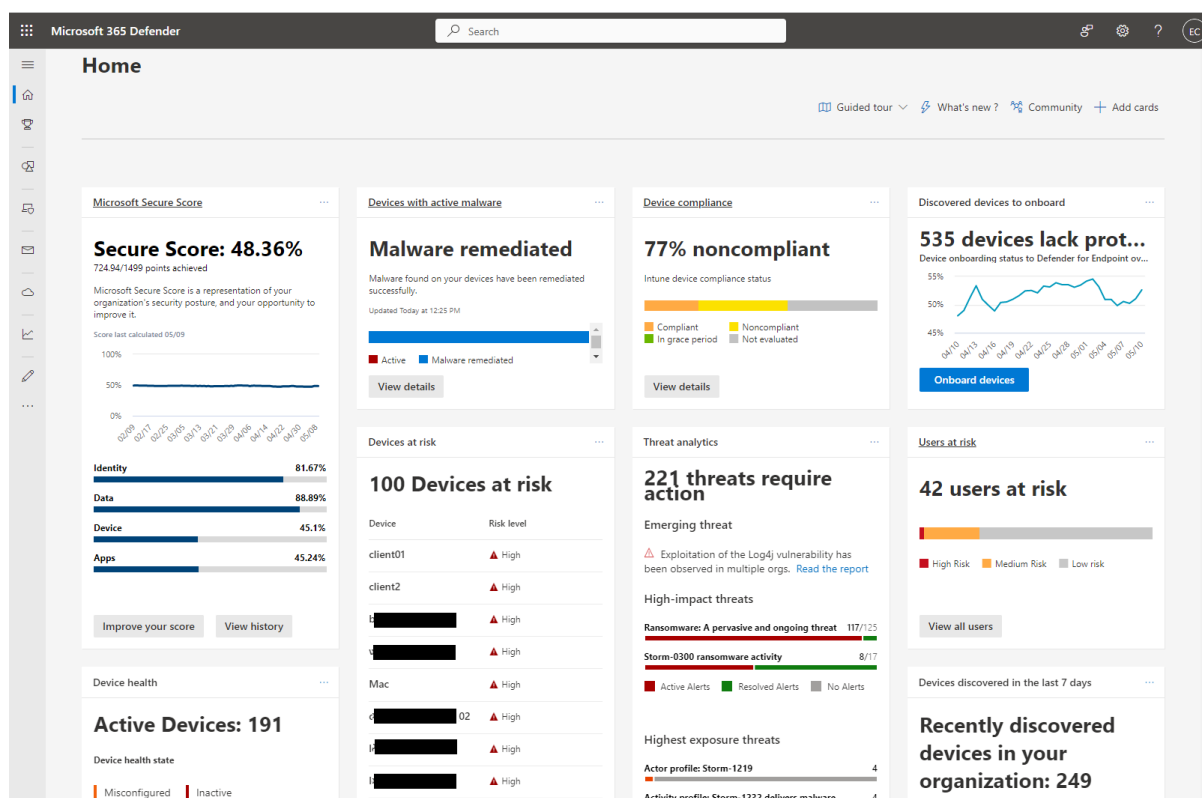 Microsoft 365 Defender
Search
EC
Home
Guided tour
What's new ?
Community
Add cards
Microsoft Secure Score
Secure Score: 48.36%
724.94/1499 points achieved
Microsoft Secure Score is a representation of your
organization's security posture, and your opportunity to
improve it.
Score last calculated 05/09
100%
50%
0%
02/09 02/17 02/25 03/05 03/13 03/21 03/29 04/06 04/14 04/22 04/30 05/08
Identity 81.67%
Data 88.89%
Device 45.1%
Apps 45.24%
Improve your score View history
Devices with active malware
Malware remediated
Malware found on your devices have been remediated
successfully.
Updated Today at 12:25 PM
Active Malware remediated
View details
Device compliance
77% noncompliant
Intune device compliance status
Compliant Noncompliant
In grace period Not evaluated
View details
Discovered devices to onboard
535 devices lack prot...
Device onboarding status to Defender for Endpoint ov...
55%
50%
45%
04/10 04/13 04/16 04/19 04/22 04/25 04/28 05/01 05/04 05/07 05/10
Onboard devices
Devices at risk
100 Devices at risk
Device Risk level
client01 High
client2 High
High
High
Mac High
02 High
High
High
Threat analytics
221 threats require
action
Emerging threat
Exploitation of the Log4j vulnerability has
been observed in multiple orgs. Read the report
High-impact threats
Ransomware: A pervasive and ongoing threat 117/125
Storm-0300 ransomware activity 8/17
Active Alerts Resolved Alerts No Alerts
Highest exposure threats
Actor profile: Storm-1219 4
Activity profile: Storm-1222 delivers malware 4
Users at risk
42 users at risk
High Risk Medium Risk Low risk
View all users
Device health
Active Devices: 191
Device health state
Misconfigured Inactive
Devices discovered in the last 7 days
Recently discovered
devices in your
organization: 249